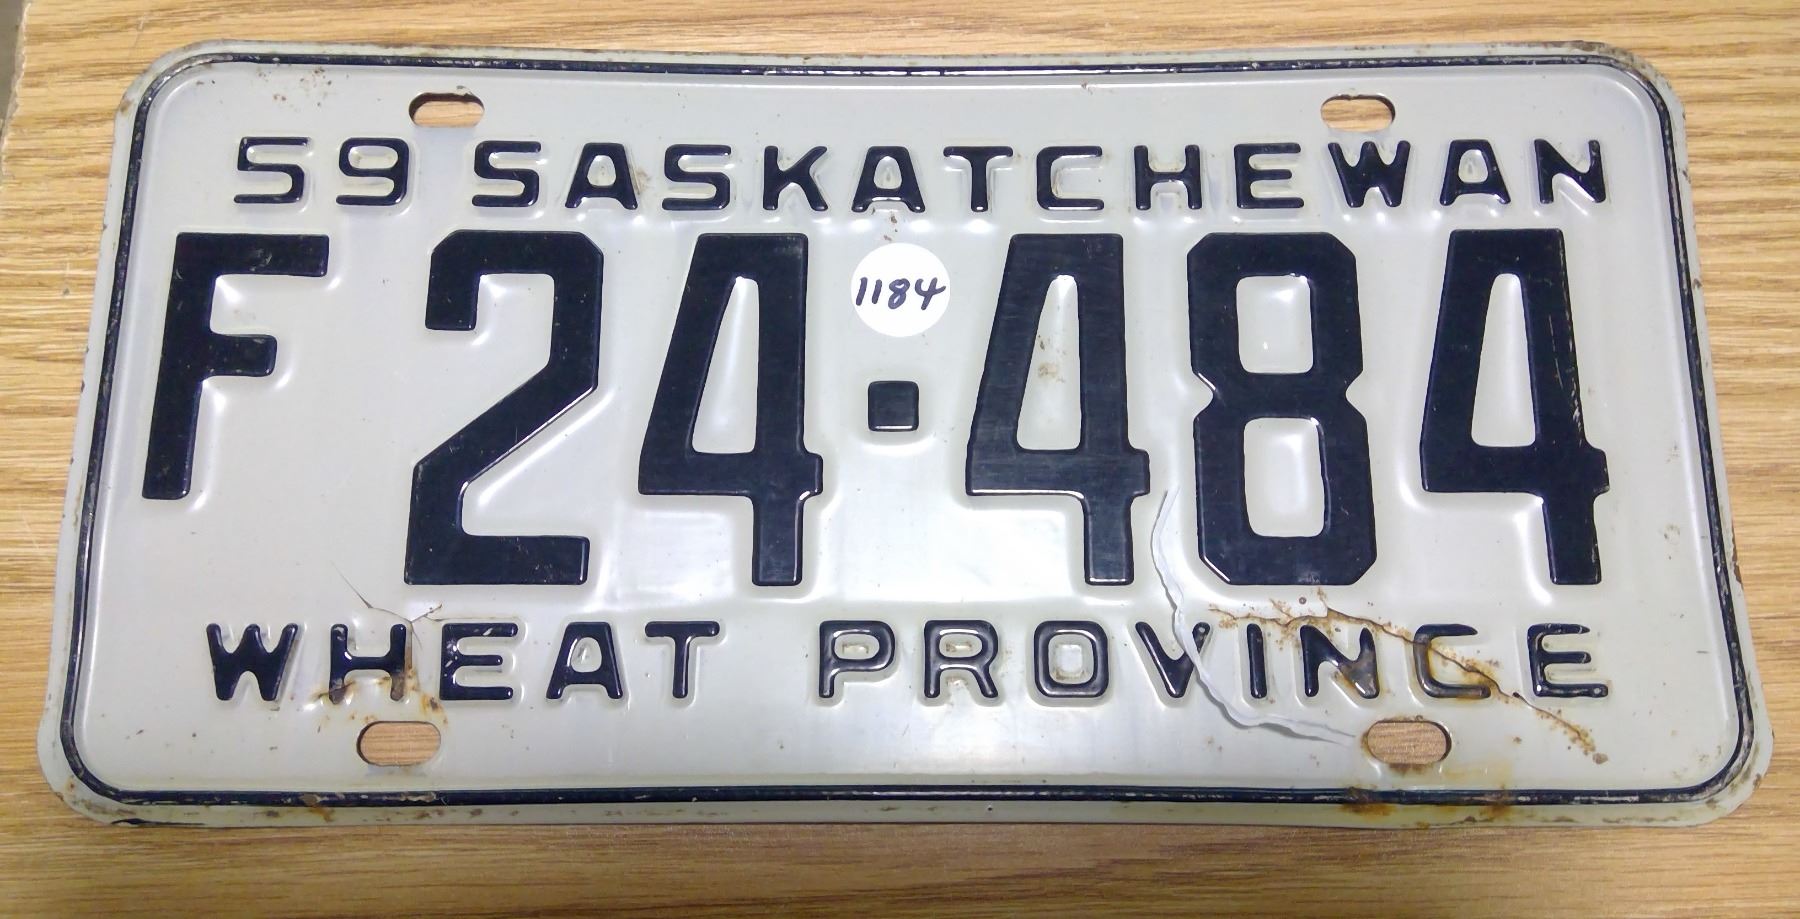 59 SASKATCHEWAN
F 24·484
1184
WHEAT PROVINCE